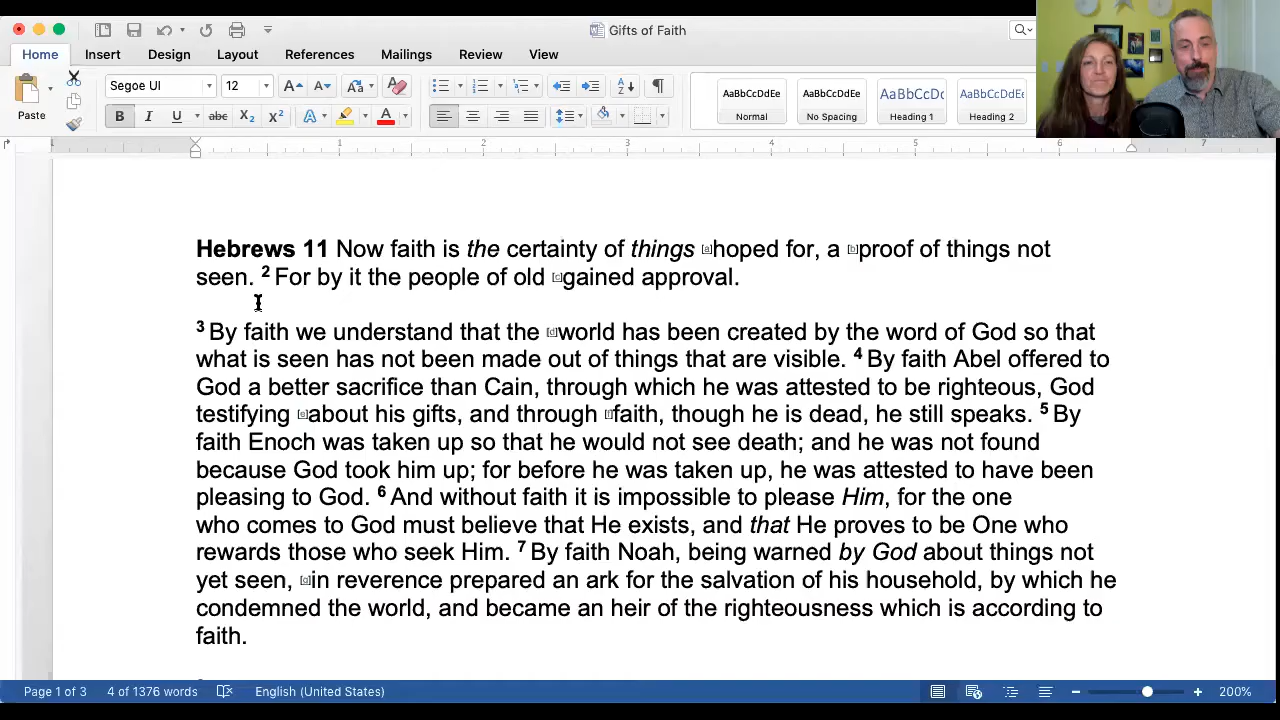 Gifts of Faith
Home Insert Design Layout References Mailings Review View
Segoe UI 12
Paste
AaBbCcDdEe AaBbCcDdEe AaBbCcDc AaBbCcDdEe
Normal No Spacing Heading 1 Heading 2
1 1 2 3 4 5 6 7
Hebrews 11 Now faith is the certainty of things [a]hoped for, a [b]proof of things not
seen. 2 For by it the people of old [c]gained approval.
3 By faith we understand that the [d]world has been created by the word of God so that
what is seen has not been made out of things that are visible. 4 By faith Abel offered to
God a better sacrifice than Cain, through which he was attested to be righteous, God
testifying [e]about his gifts, and through [f]faith, though he is dead, he still speaks. 5 By
faith Enoch was taken up so that he would not see death; and he was not found
because God took him up; for before he was taken up, he was attested to have been
pleasing to God. 6 And without faith it is impossible to please Him, for the one
who comes to God must believe that He exists, and that He proves to be One who
rewards those who seek Him. 7 By faith Noah, being warned by God about things not
yet seen, [g]in reverence prepared an ark for the salvation of his household, by which he
condemned the world, and became an heir of the righteousness which is according to
faith.
Page 1 of 3 4 of 1376 words English (United States) 200%